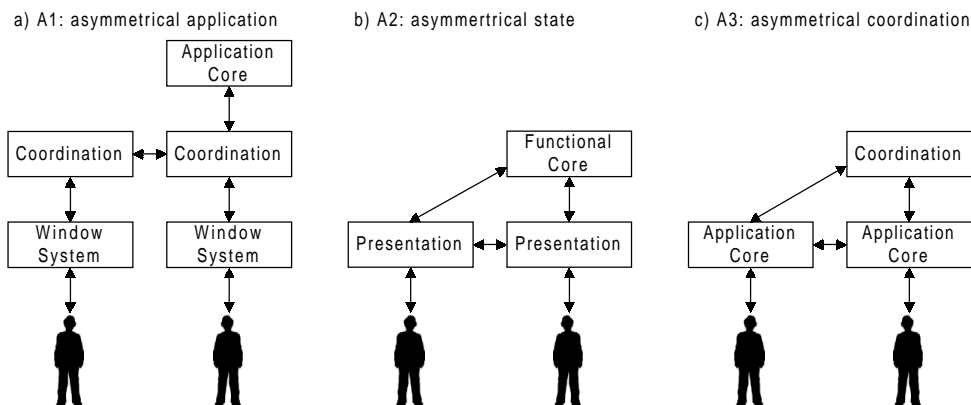 a) A1: asymmetrical application
b) A2: asymmertrical state
c) A3: asymmetrical coordination
Application
Core
Coordination
Coordination
Functional
Core
Coordination
Window
System
Window
System
Presentation
Presentation
Application
Core
Application
Core